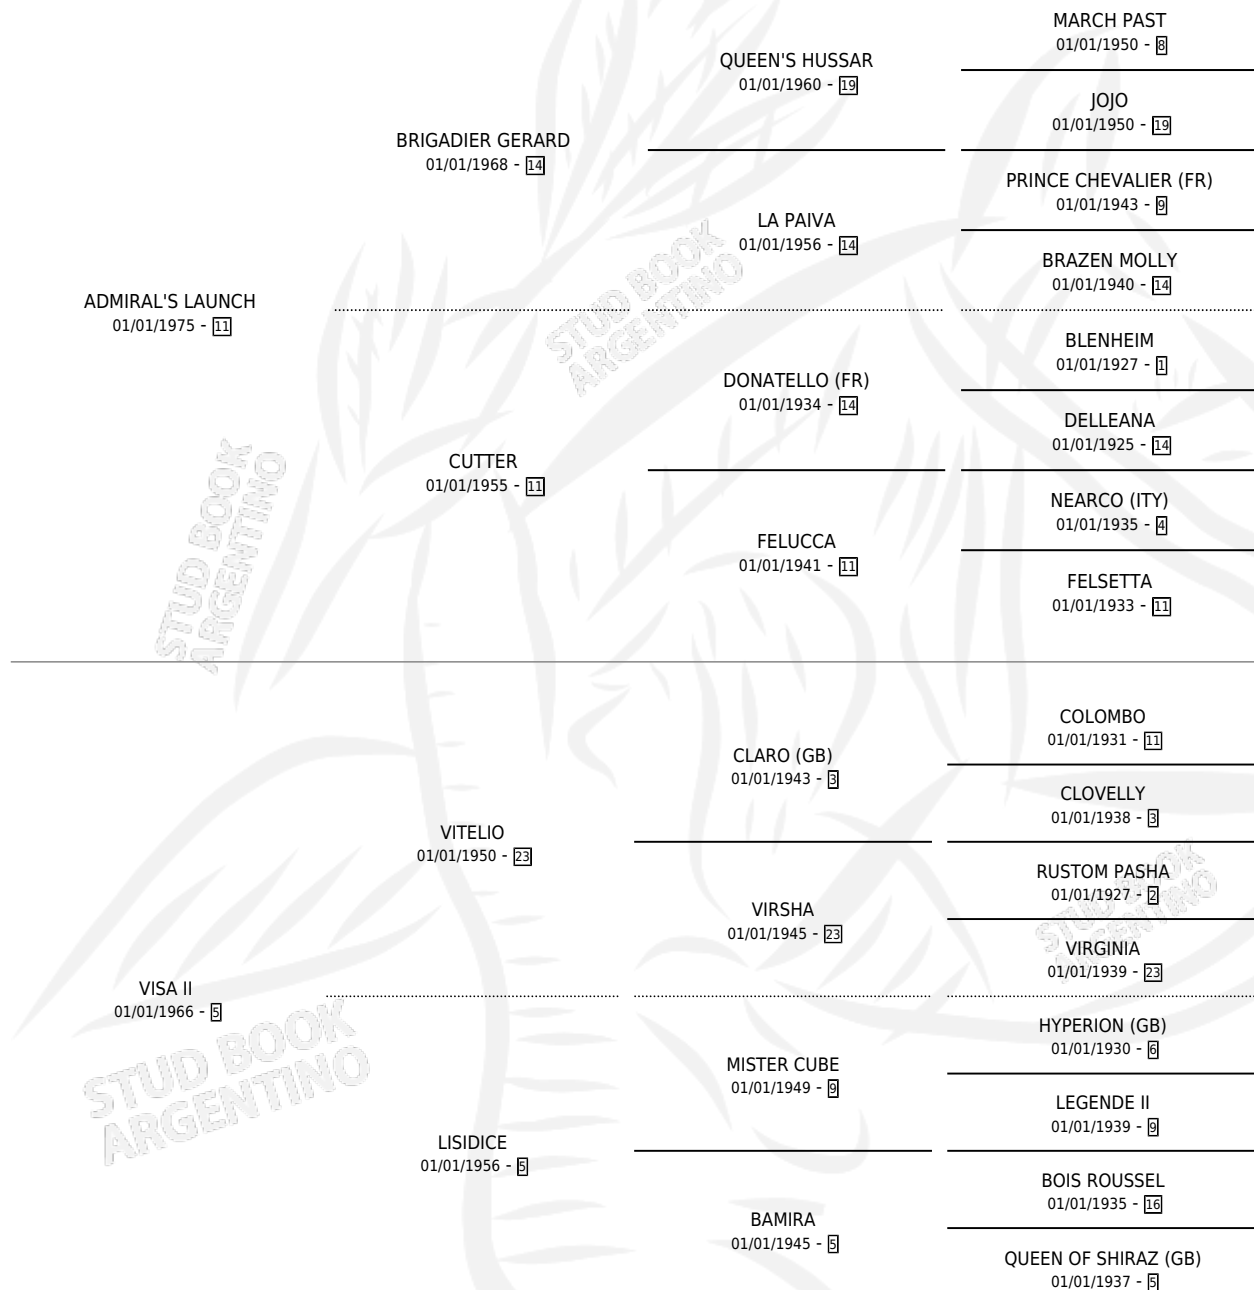 MARCH PAST
01/01/1950 - 8
QUEEN'S HUSSAR
01/01/1960 - 19
JOJO
01/01/1950 - 19
BRIGADIER GERARD
01/01/1968 - 14
PRINCE CHEVALIER (FR)
01/01/1943 - 9
LA PAIVA
01/01/1956 - 14
BRAZEN MOLLY
01/01/1940 - 14
ADMIRAL'S LAUNCH
01/01/1975 - 11
BLENHEIM
01/01/1927 - 1
DONATELLO (FR)
01/01/1934 - 14
DELLEANA
01/01/1925 - 14
CUTTER
01/01/1955 - 11
NEARCO (ITY)
01/01/1935 - 4
FELUCCA
01/01/1941 - 11
FELSETTA
01/01/1933 - 11
COLOMBO
01/01/1931 - 11
CLARO (GB)
01/01/1943 - 3
CLOVELLY
01/01/1938 - 3
VITELIO
01/01/1950 - 23
RUSTOM PASHA
01/01/1927 - 2
VIRSHA
01/01/1945 - 23
VIRGINIA
01/01/1939 - 23
VISA II
01/01/1966 - 5
HYPERION (GB)
01/01/1930 - 6
MISTER CUBE
01/01/1949 - 9
LEGENDE II
01/01/1939 - 9
LISIDICE
01/01/1956 - 5
BOIS ROUSSEL
01/01/1935 - 16
BAMIRA
01/01/1945 - 5
QUEEN OF SHIRAZ (GB)
01/01/1937 - 5
STUD BOOK
ARGENTINO
STUD BOOK
ARGENTINO
STUD BOOK
ARGENTINO
STUD BOOK
ARGENTINO